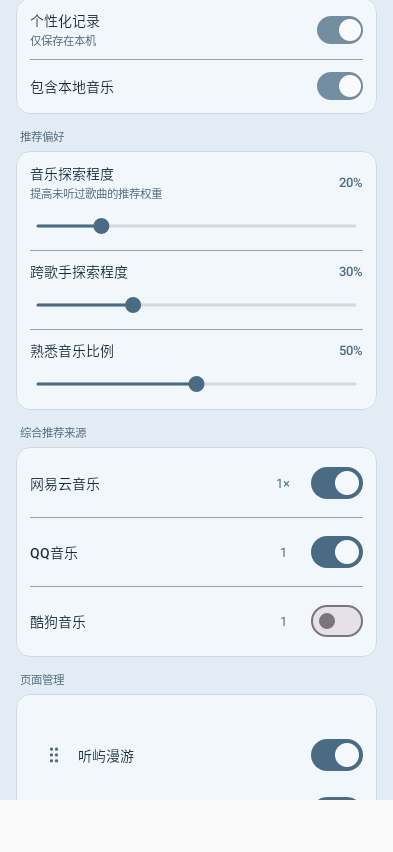 个性化记录
仅保存在本机
包含本地音乐
推荐偏好
音乐探索程度
提高未听过歌曲的推荐权重
20%
跨歌手探索程度
30%
熟悉音乐比例
50%
综合推荐来源
网易云音乐
1×
QQ音乐
1
酷狗音乐
1
页面管理
听屿漫游